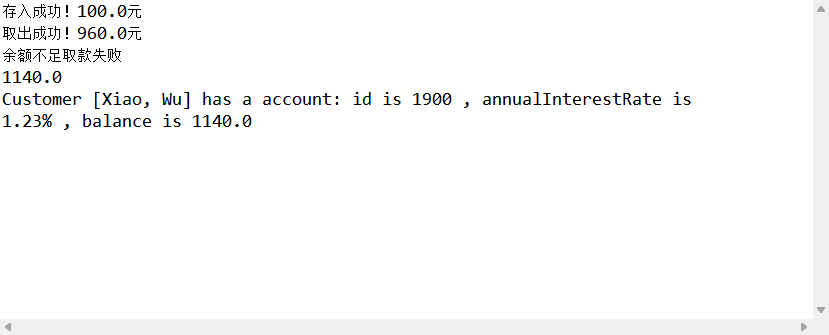 存入成功！100.0元
取出成功！960.0元
余额不足取款失败
1140.0
Customer [Xiao, Wu] has a account: id is 1900 , annualInterestRate is
1.23% , balance is 1140.0